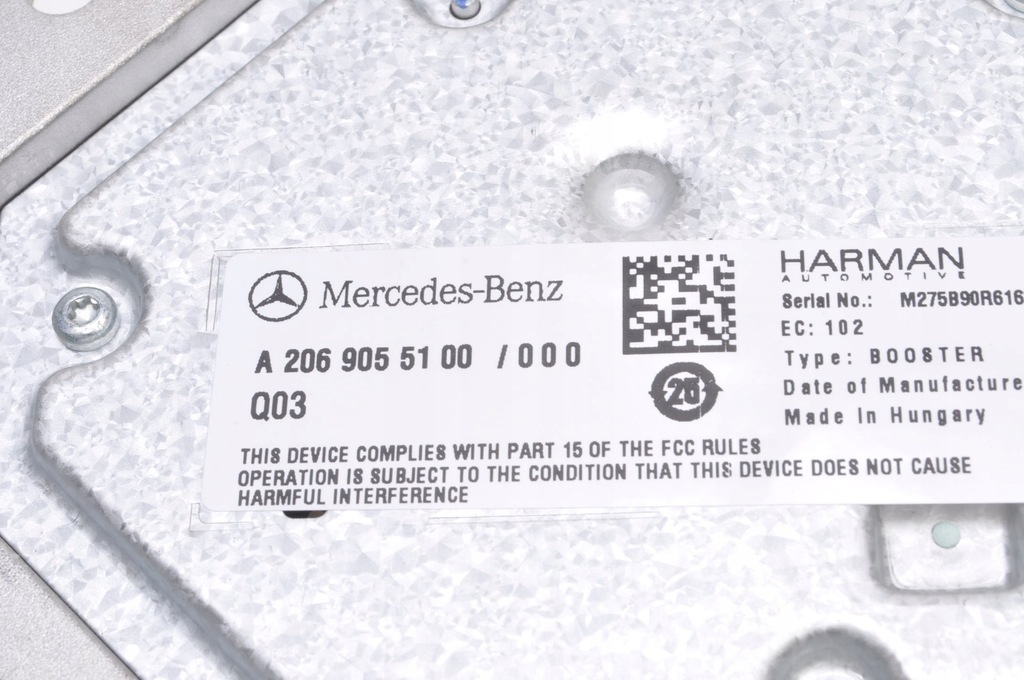 Mercedes-Benz
A 206 905 51 00 / 000
Q03
25
HARMAN
AUTOMOTIVE
Serial No.: M275B90R616
EC: 102
Type: BOOSTER
Date of Manufacture
Made In Hungary
THIS DEVICE COMPLIES WITH PART 15 OF THE FCC RULES
OPERATION IS SUBJECT TO THE CONDITION THAT THIS DEVICE DOES NOT CAUSE
HARMFUL INTERFERENCE